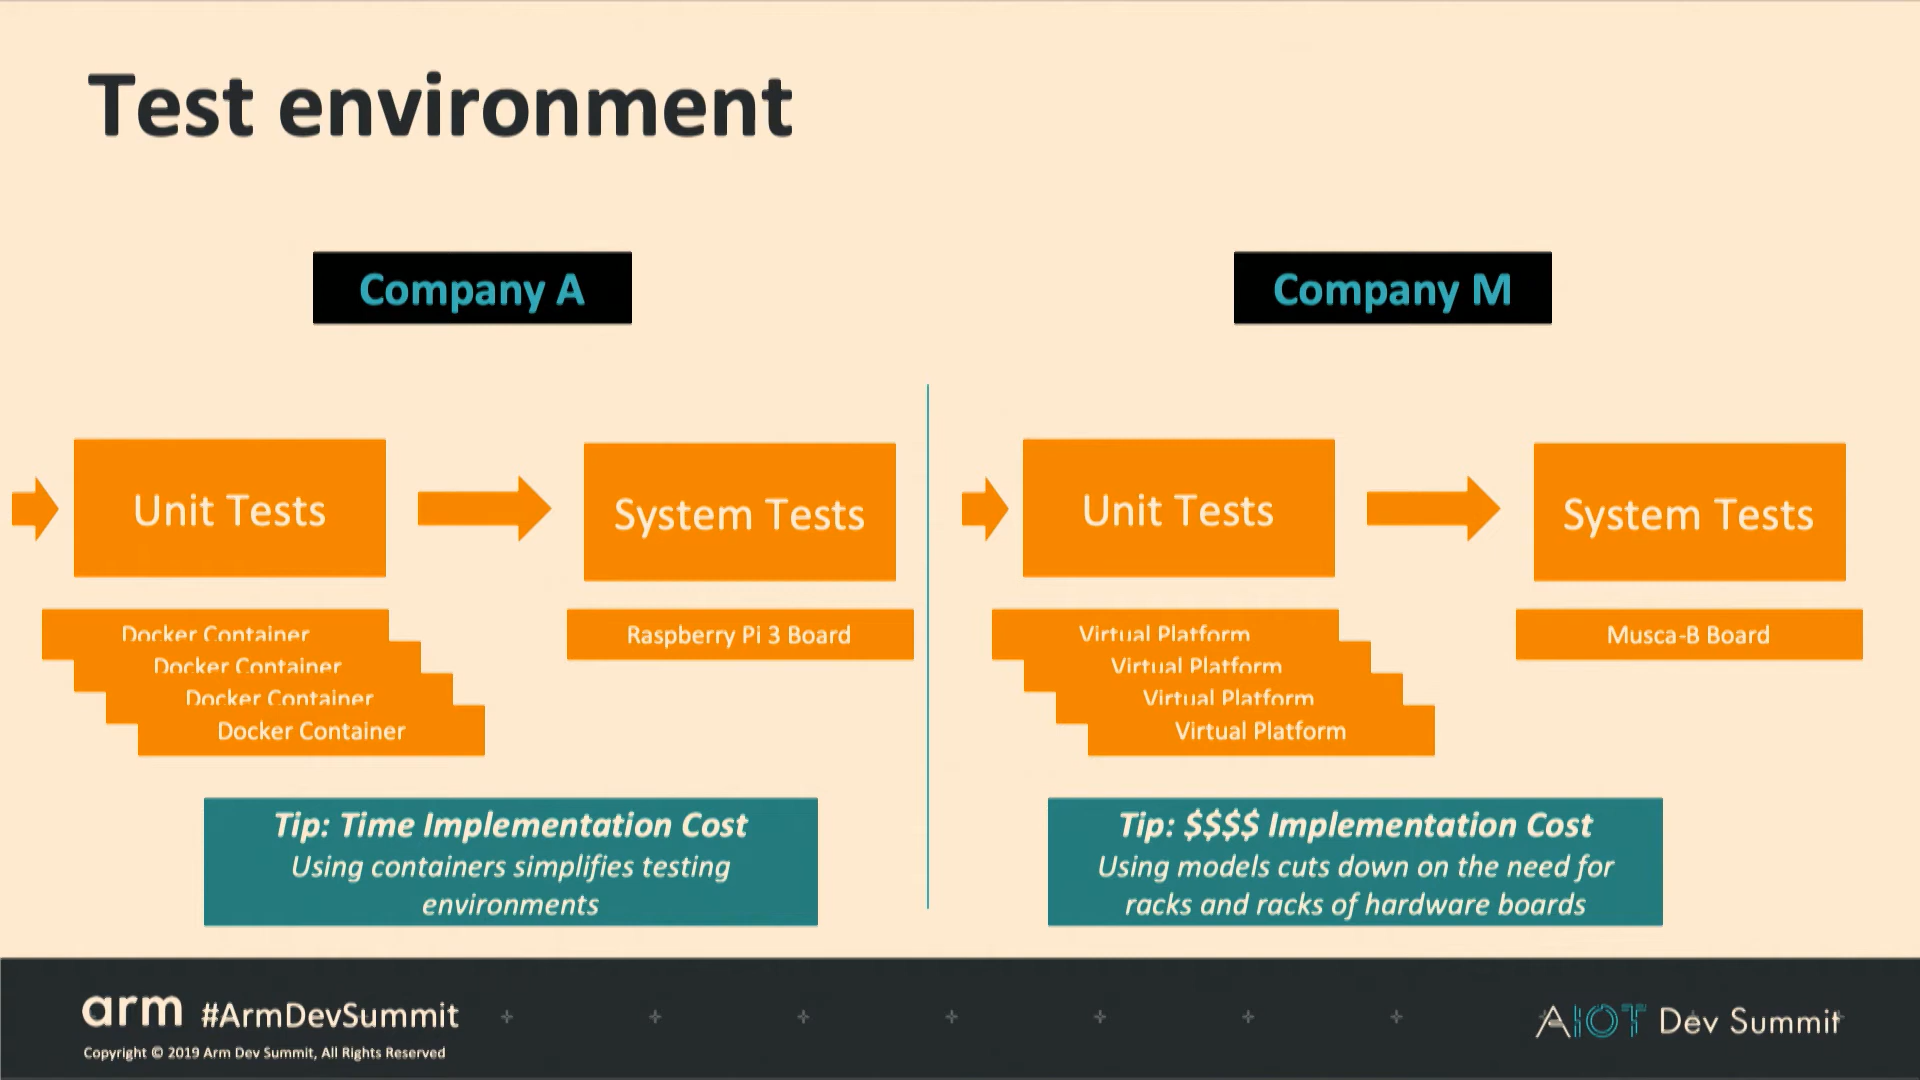 Test environment
Company A
Company M
Unit Tests
System Tests
Docker Container
Docker Container
Docker Container
Docker Container
Raspberry Pi 3 Board
Tip: Time Implementation Cost
Using containers simplifies testing
environments
Unit Tests
System Tests
Virtual Platform
Virtual Platform
Virtual Platform
Virtual Platform
Musca-B Board
Tip: $$$$ Implementation Cost
Using models cuts down on the need for
racks and racks of hardware boards
arm #ArmDevSummit
Copyright © 2019 Arm Dev Summit, All Rights Reserved
AIOT Dev Summit